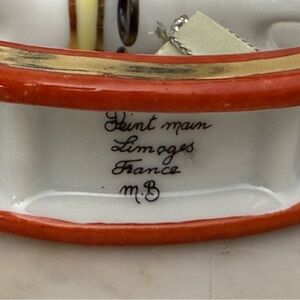 Peint main
Limoges
France
M.B